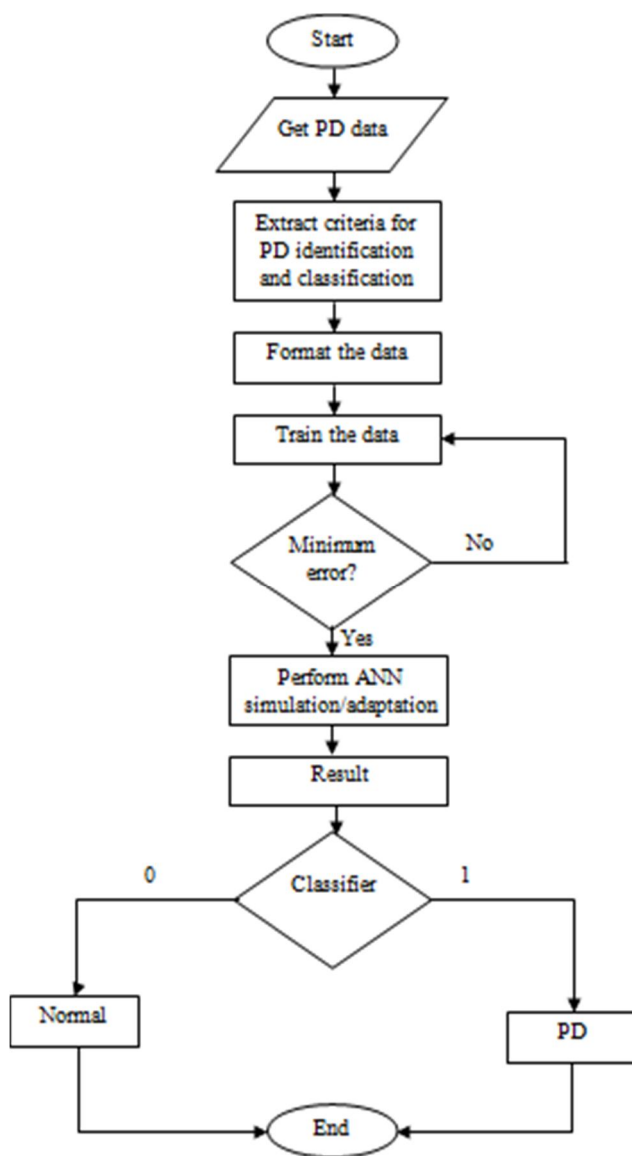 Start
Get PD data
Extract criteria for
PD identification
and classification
Format the data
Train the data
Minimum
error?
No
Yes
Perform ANN
simulation/adaptation
Result
Classifier
0
1
Normal
PD
End